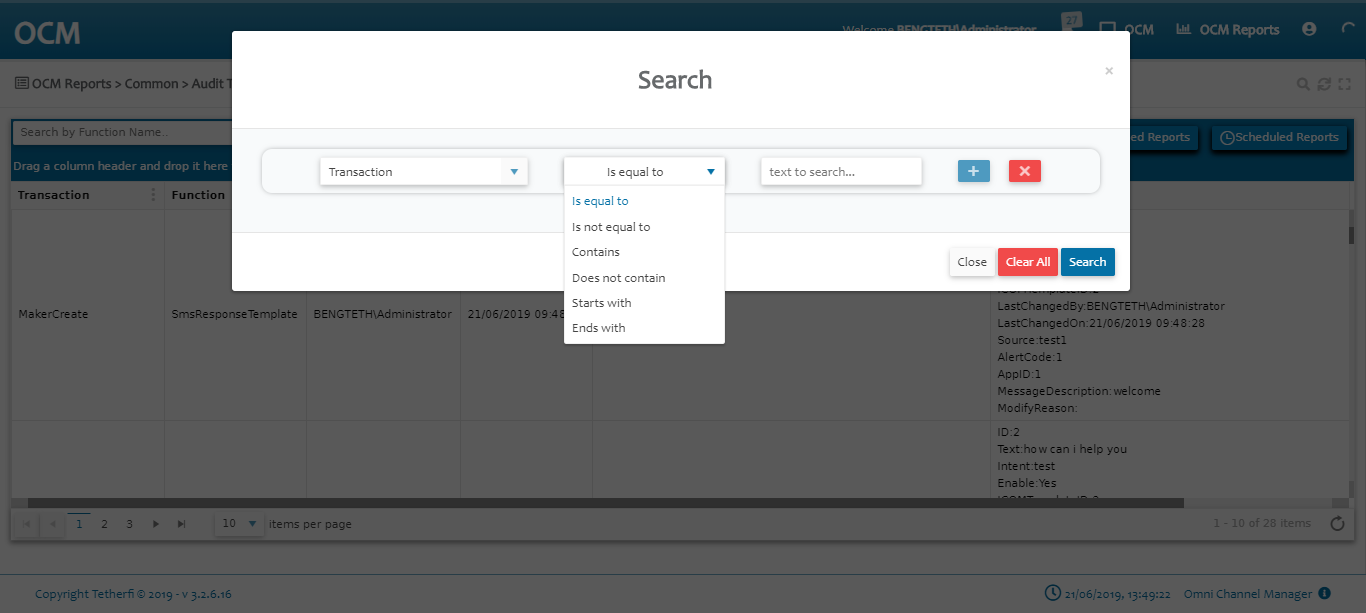 OCM
Welcome BENGTETH\Administrator
27
OCM
OCM Reports
OCM Reports > Common > Audit T
Search
×
Search by Function Name..
ed Reports
Scheduled Reports
Drag a column header and drop it here
Transaction
Is equal to
text to search...
Transaction
Function
Is equal to
Is not equal to
Contains
Does not contain
Starts with
Ends with
Close
Clear All
Search
MakerCreate
SmsResponseTemplate
BENGTETH\Administrator
21/06/2019 09:48
LastChangedBy:BENGTETH\Administrator
LastChangedOn:21/06/2019 09:48:28
Source:test1
AlertCode:1
AppID:1
MessageDescription:welcome
ModifyReason:
ID:2
Text:how can i help you
Intent:test
Enable:Yes
1
2
3
10
items per page
1 - 10 of 28 items
Copyright Tetherfi © 2019 - v 3.2.6.16
21/06/2019, 13:49:22
Omni Channel Manager